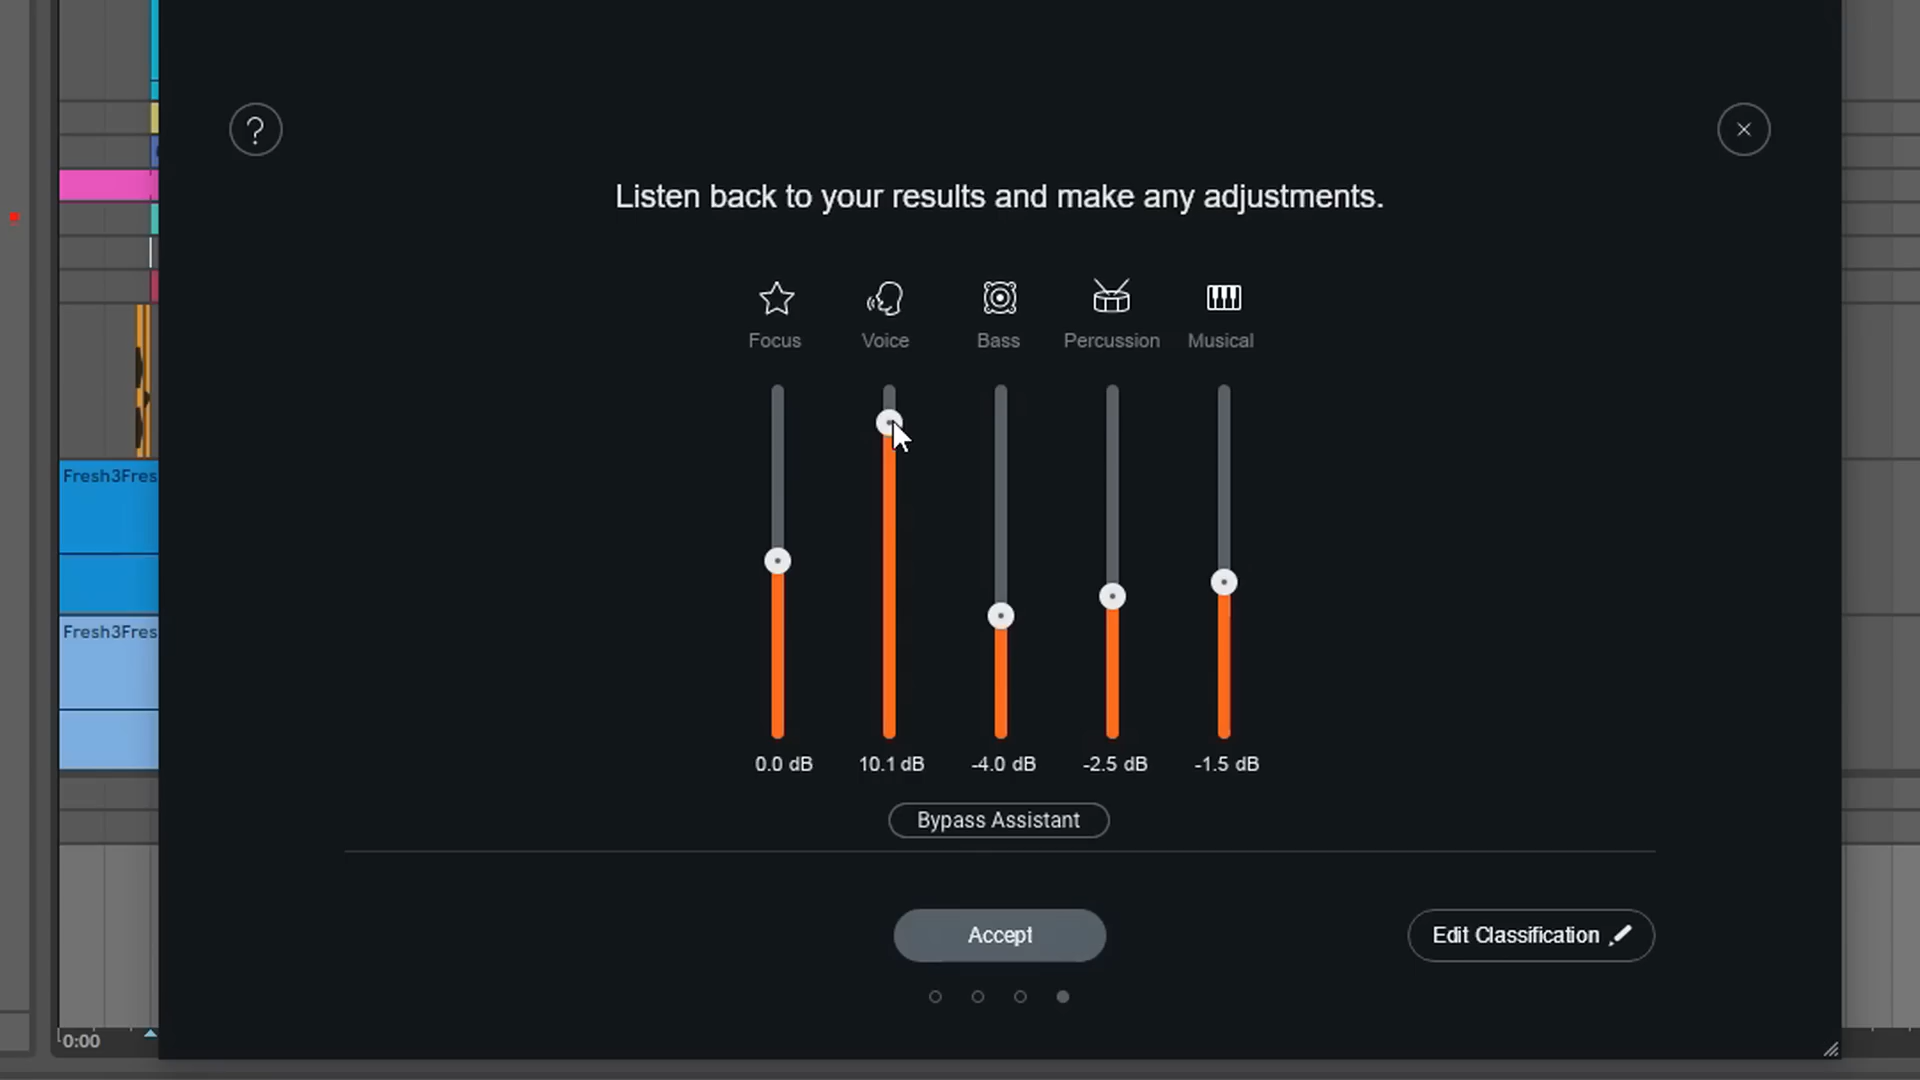 ?
Listen back to your results and make any adjustments.
Focus Voice Bass Percussion Musical
Fresh3Fres
Fresh3Fres
0.0 dB 10.1 dB -4.0 dB -2.5 dB -1.5 dB
Bypass Assistant
Accept
Edit Classification
0:00